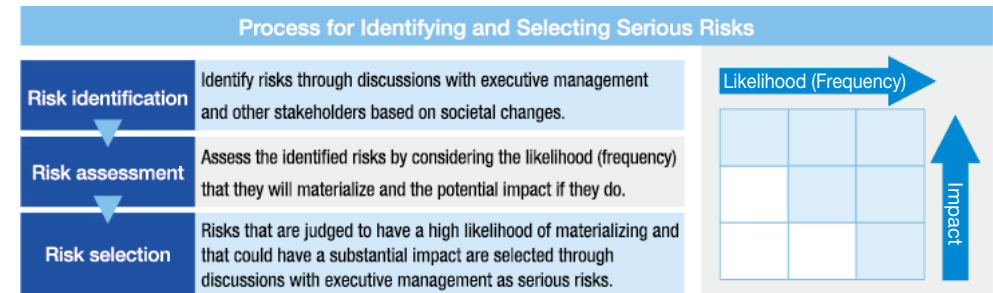 Process for Identifying and Selecting Serious Risks
Risk identification
Identify risks through discussions with executive management
and other stakeholders based on societal changes.
Risk assessment
Assess the identified risks by considering the likelihood (frequency)
that they will materialize and the potential impact if they do.
Risk selection
Risks that are judged to have a high likelihood of materializing and
that could have a substantial impact are selected through
discussions with executive management as serious risks.
Likelihood (Frequency)
Impact